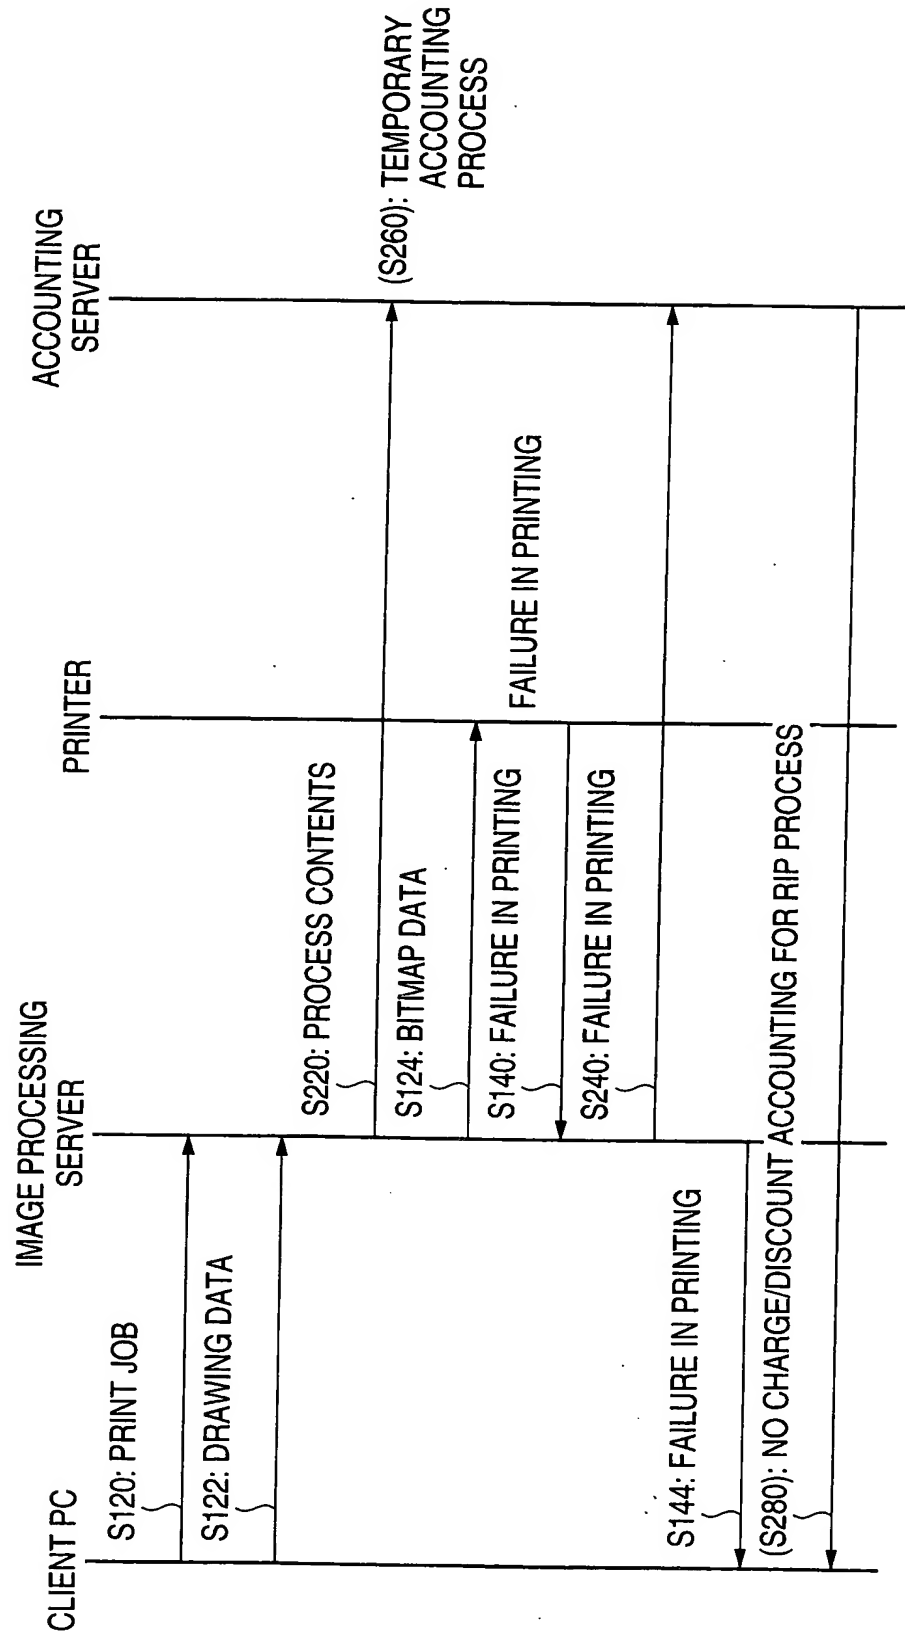 CLIENT PC
IMAGE PROCESSING
SERVER
PRINTER
ACCOUNTING
SERVER
S120: PRINT JOB
S122: DRAWING DATA
S220: PROCESS CONTENTS
(S260): TEMPORARY
ACCOUNTING
PROCESS
S124: BITMAP DATA
S140: FAILURE IN PRINTING
FAILURE IN PRINTING
S240: FAILURE IN PRINTING
S144: FAILURE IN PRINTING
(S280): NO CHARGE/DISCOUNT ACCOUNTING FOR RIP PROCESS